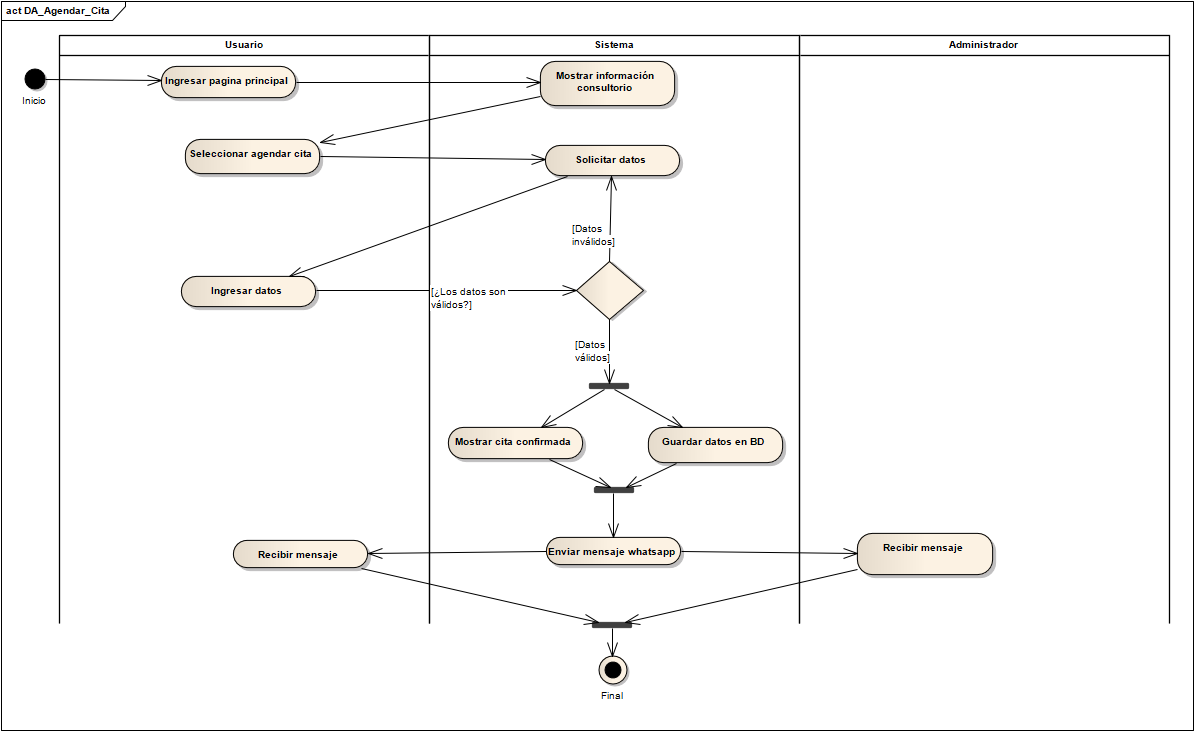 act DA_Agendar_Cita
Usuario
Sistema
Administrador
Inicio
Ingresar pagina principal
Mostrar información
consultorio
Seleccionar agendar cita
Solicitar datos
[Datos
inválidos]
Ingresar datos
[¿Los datos son
válidos?]
[Datos
válidos]
Mostrar cita confirmada
Guardar datos en BD
Recibir mensaje
Enviar mensaje whatsapp
Recibir mensaje
Final